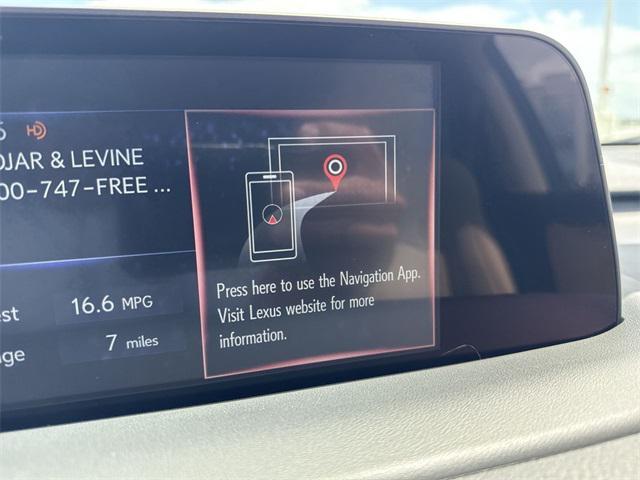 HD
OJAR & LEVINE
00-747-FREE ...
est 16.6 MPG
nge 7 miles
Press here to use the Navigation App.
Visit Lexus website for more
information.